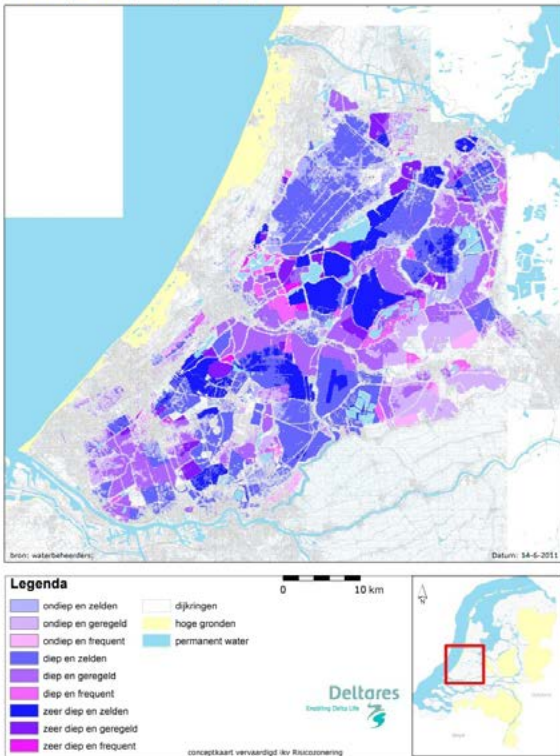 bron: waterbeheerders;
Datum: 14-6-2011
Legenda
ondiep en zelden
ondiep en geregeld
ondiep en frequent
diep en zelden
diep en geregeld
diep en frequent
zeer diep en zelden
zeer diep en geregeld
zeer diep en frequent
dijkringen
hoge gronden
permanent water
0 10 km
N
Deltares
Enabling Delta Life
conceptkaart vervaardigd ikv Risicozonering